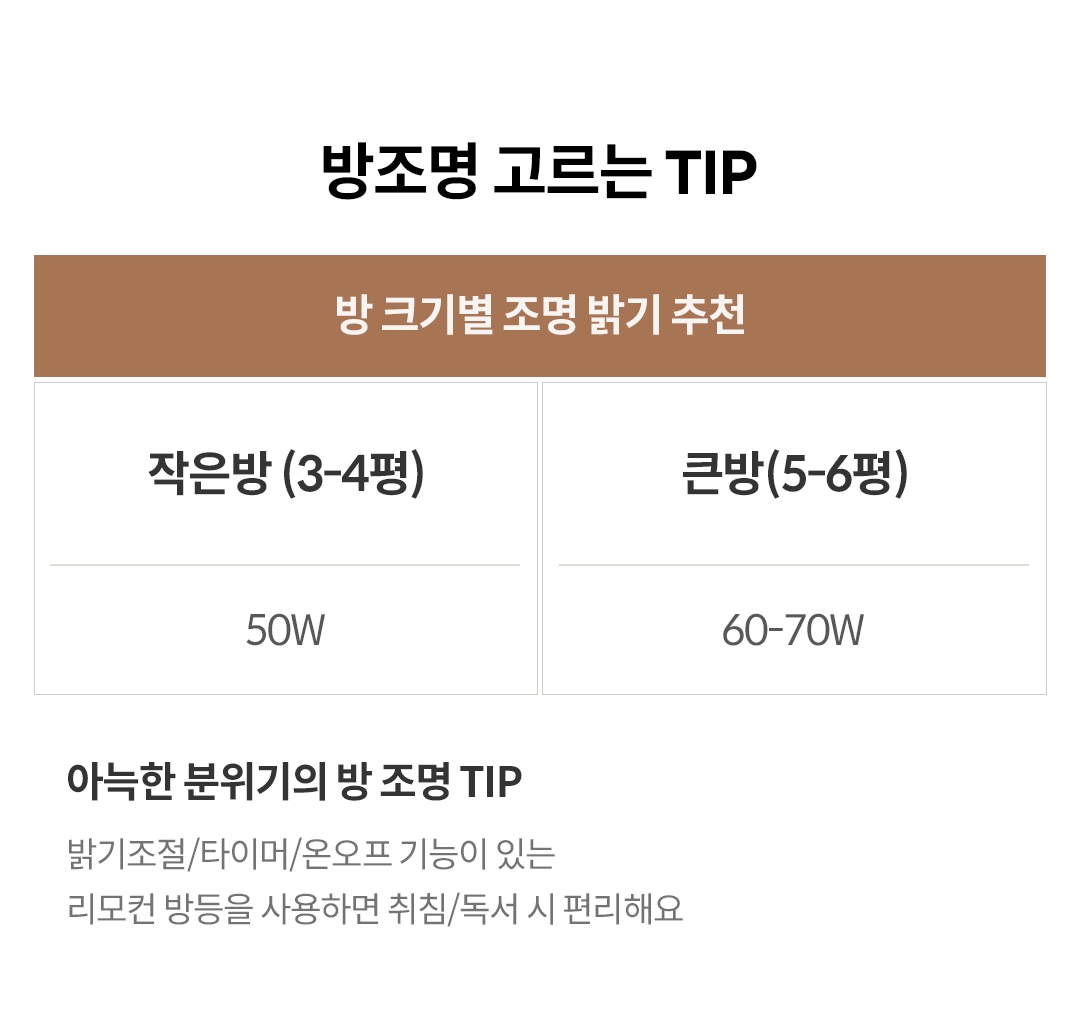 방조명 고르는 TIP
방 크기별 조명 밝기 추천
작은방 (3-4평)
큰방(5-6평)
50W
60-70W
아늑한 분위기의 방 조명 TIP
밝기조절/타이머/온오프 기능이 있는
리모컨 방등을 사용하면 취침/독서 시 편리해요